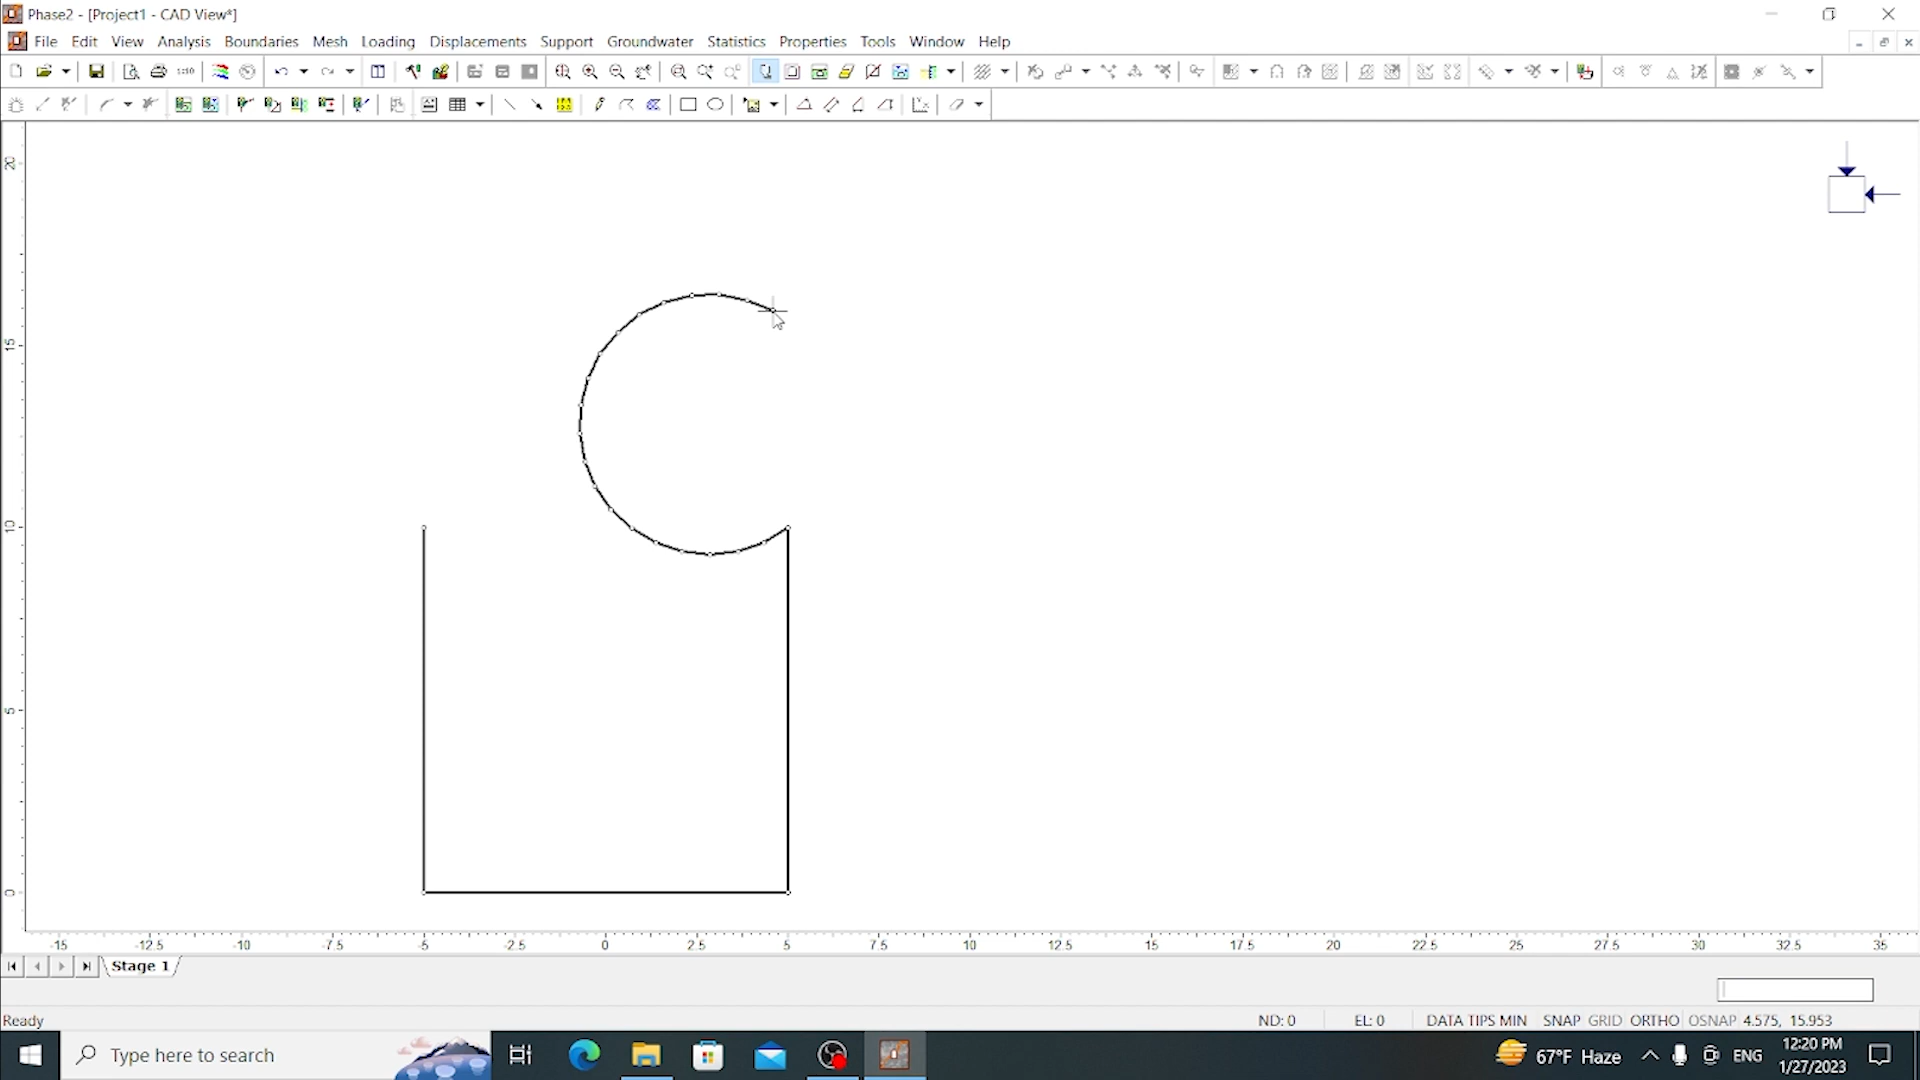 Phase2 - [Project1 - CAD View*]
File Edit View Analysis Boundaries Mesh Loading Displacements Support Groundwater Statistics Properties Tools Window Help
1:10
20
15
10
5
0
-15 -12.5 -10 -7.5 -5 -2.5 0 2.5 5 7.5 10 12.5 15 17.5 20 22.5 25 27.5 30 32.5 35
Stage 1
Ready ND: 0 EL: 0 DATA TIPS MIN SNAP GRID ORTHO OSNAP 4.575, 15.953
Type here to search 67°F Haze ENG 12:20 PM
1/27/2023